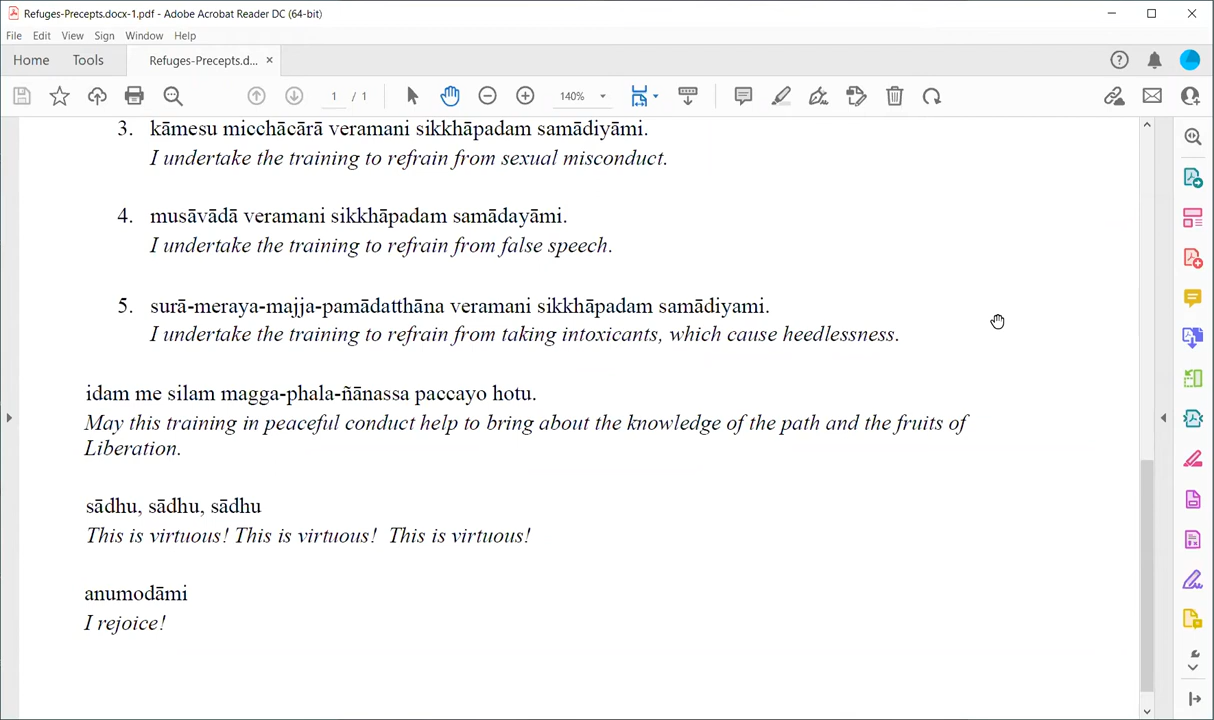 Refuges-Precepts.docx-1.pdf - Adobe Acrobat Reader DC (64-bit)
File Edit View Sign Window Help
Home Tools Refuges-Precepts.d... ×
1 / 1 140%
3. kāmesu micchācārā veramani sikkhāpadam samādiyāmi.
I undertake the training to refrain from sexual misconduct.
4. musāvādā veramani sikkhāpadam samādayāmi.
I undertake the training to refrain from false speech.
5. surā-meraya-majja-pamādatthāna veramani sikkhāpadam samādiyami.
I undertake the training to refrain from taking intoxicants, which cause heedlessness.
idam me silam magga-phala-ñānassa paccayo hotu.
May this training in peaceful conduct help to bring about the knowledge of the path and the fruits of
Liberation.
sādhu, sādhu, sādhu
This is virtuous! This is virtuous!  This is virtuous!
anumodāmi
I rejoice!